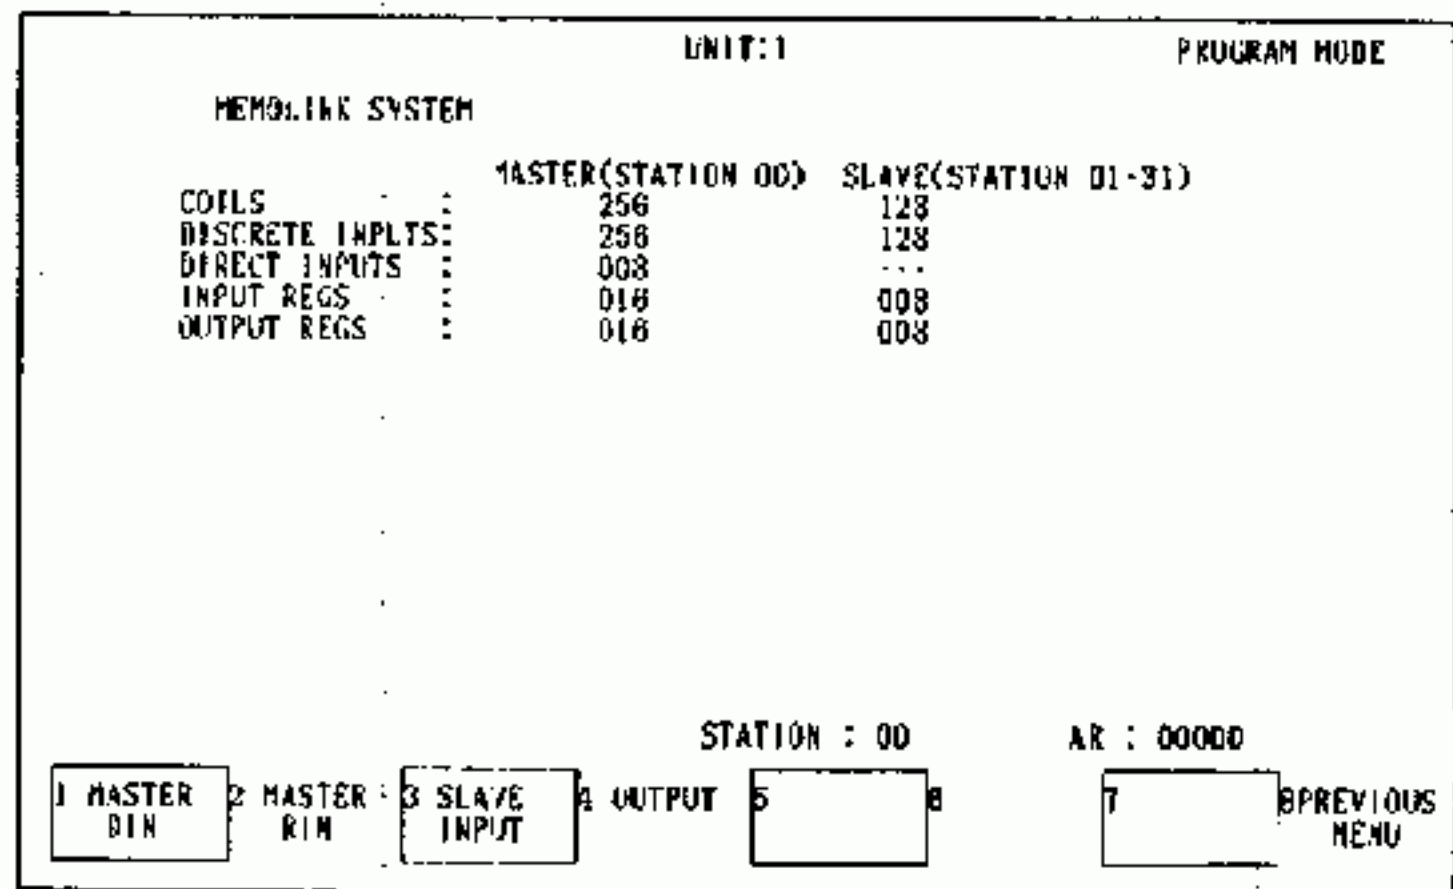 UNIT:1 PROGRAM MODE
MEMOLINK SYSTEM
MASTER(STATION 00) SLAVE(STATION 01-31)
COILS : 256 128
DISCRETE INPUTS: 256 128
DIRECT INPUTS : 008 ---
INPUT REGS : 016 008
OUTPUT REGS : 016 008
STATION : 00 AR : 00000
1 MASTER 2 MASTER 3 SLAVE 4 OUTPUT 5 6 7 8PREVIOUS
DIN RIN INPUT MENU